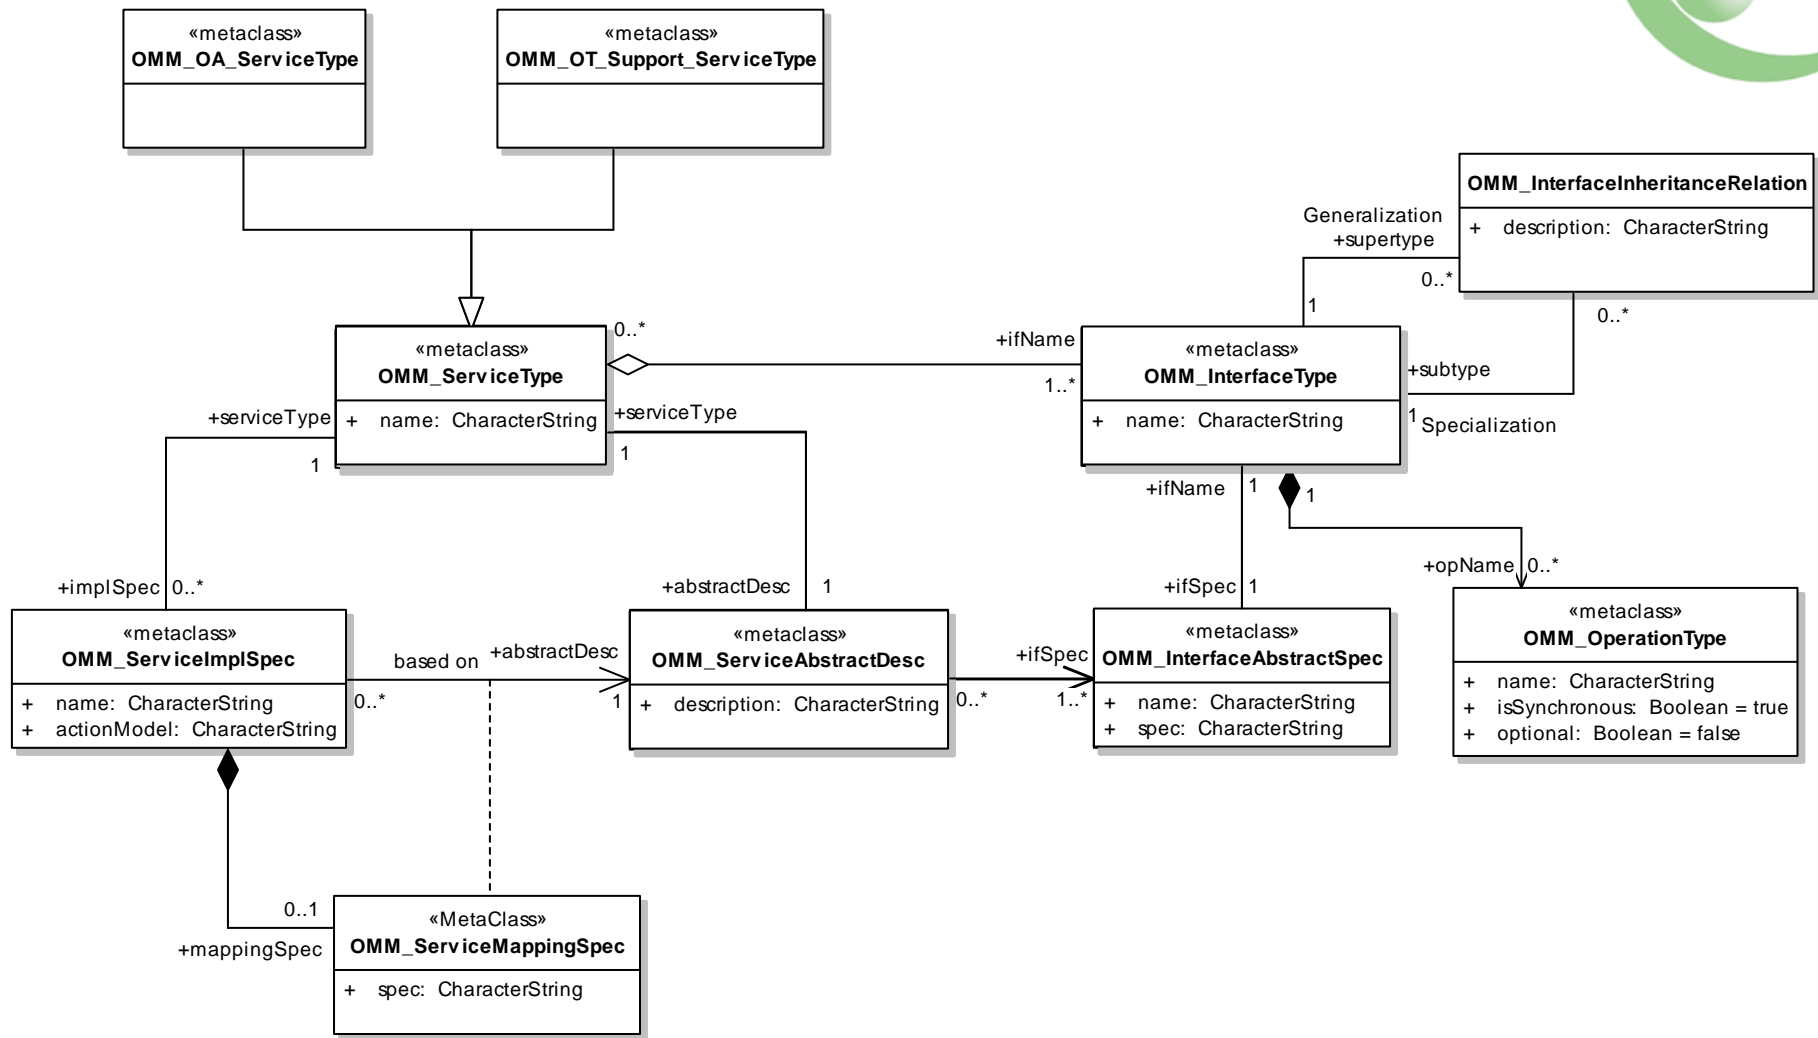 «metaclass»
OMM_OA_ServiceType
«metaclass»
OMM_OT_Support_ServiceType
OMM_InterfaceInheritanceRelation
+ description: CharacterString
Generalization
+supertype
0..*
1
0..*
«metaclass»
OMM_ServiceType
+ name: CharacterString
0..*
+ifName
1..*
«metaclass»
OMM_InterfaceType
+ name: CharacterString
+subtype
1
Specialization
+serviceType
1
+serviceType
1
+ifName
1
1
+implSpec
0..*
+abstractDesc
1
+ifSpec
1
+opName
0..*
«metaclass»
OMM_ServiceImplSpec
+ name: CharacterString
+ actionModel: CharacterString
based on
+abstractDesc
0..*
1
«metaclass»
OMM_ServiceAbstractDesc
+ description: CharacterString
+ifSpec
0..*
1..*
«metaclass»
OMM_InterfaceAbstractSpec
+ name: CharacterString
+ spec: CharacterString
«metaclass»
OMM_OperationType
+ name: CharacterString
+ isSynchronous: Boolean = true
+ optional: Boolean = false
0..1
+mappingSpec
«MetaClass»
OMM_ServiceMappingSpec
+ spec: CharacterString